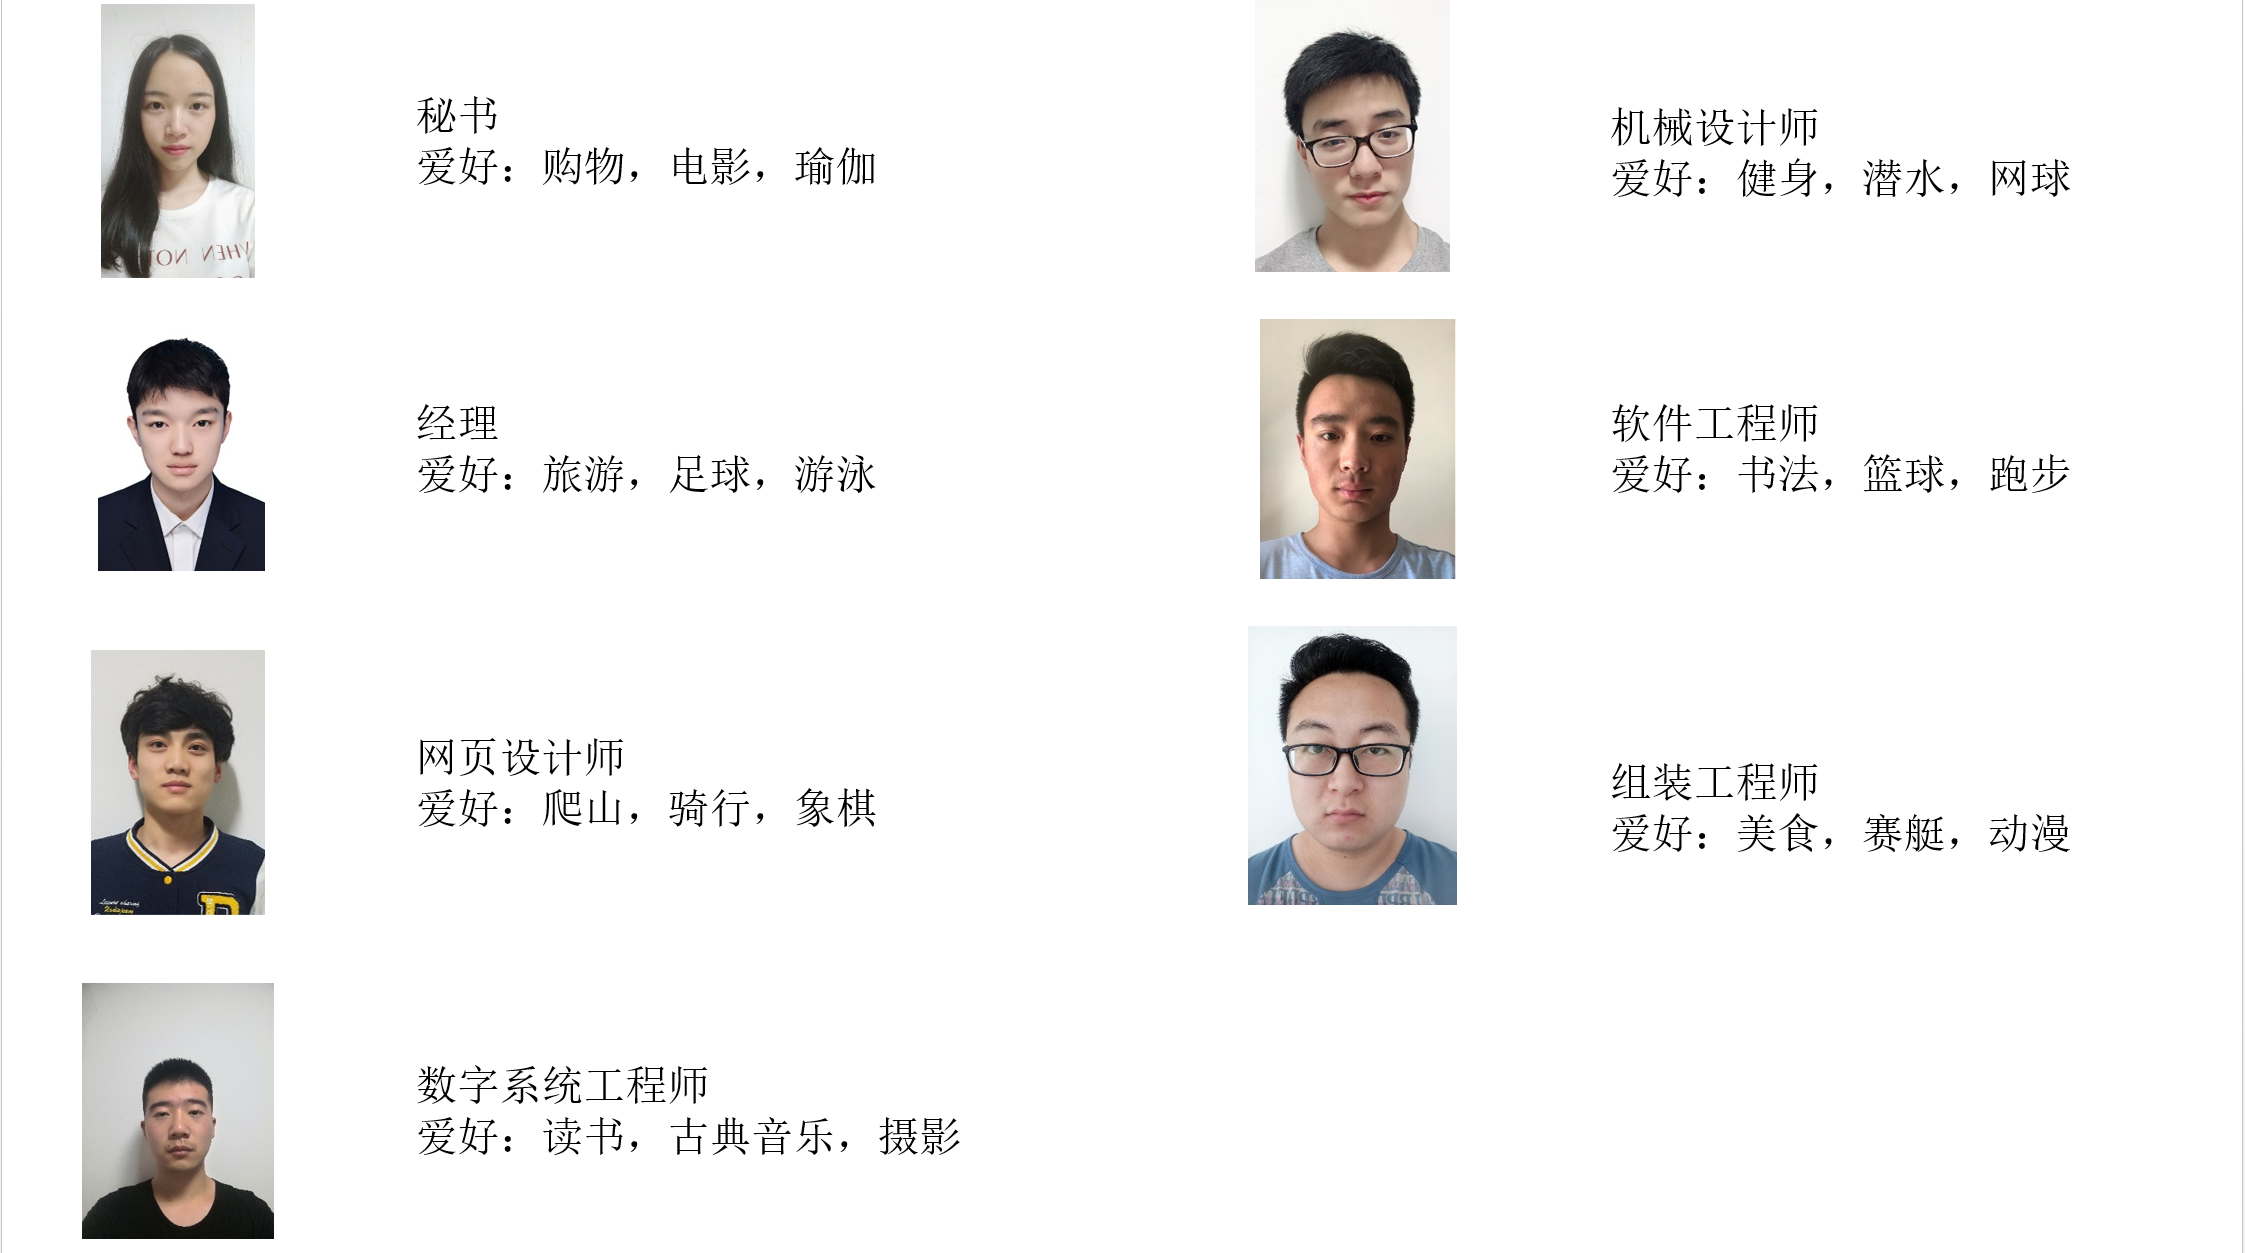 秘书
爱好：购物，电影，瑜伽
机械设计师
爱好：健身，潜水，网球
经理
爱好：旅游，足球，游泳
软件工程师
爱好：书法，篮球，跑步
网页设计师
爱好：爬山，骑行，象棋
组装工程师
爱好：美食，赛艇，动漫
数字系统工程师
爱好：读书，古典音乐，摄影